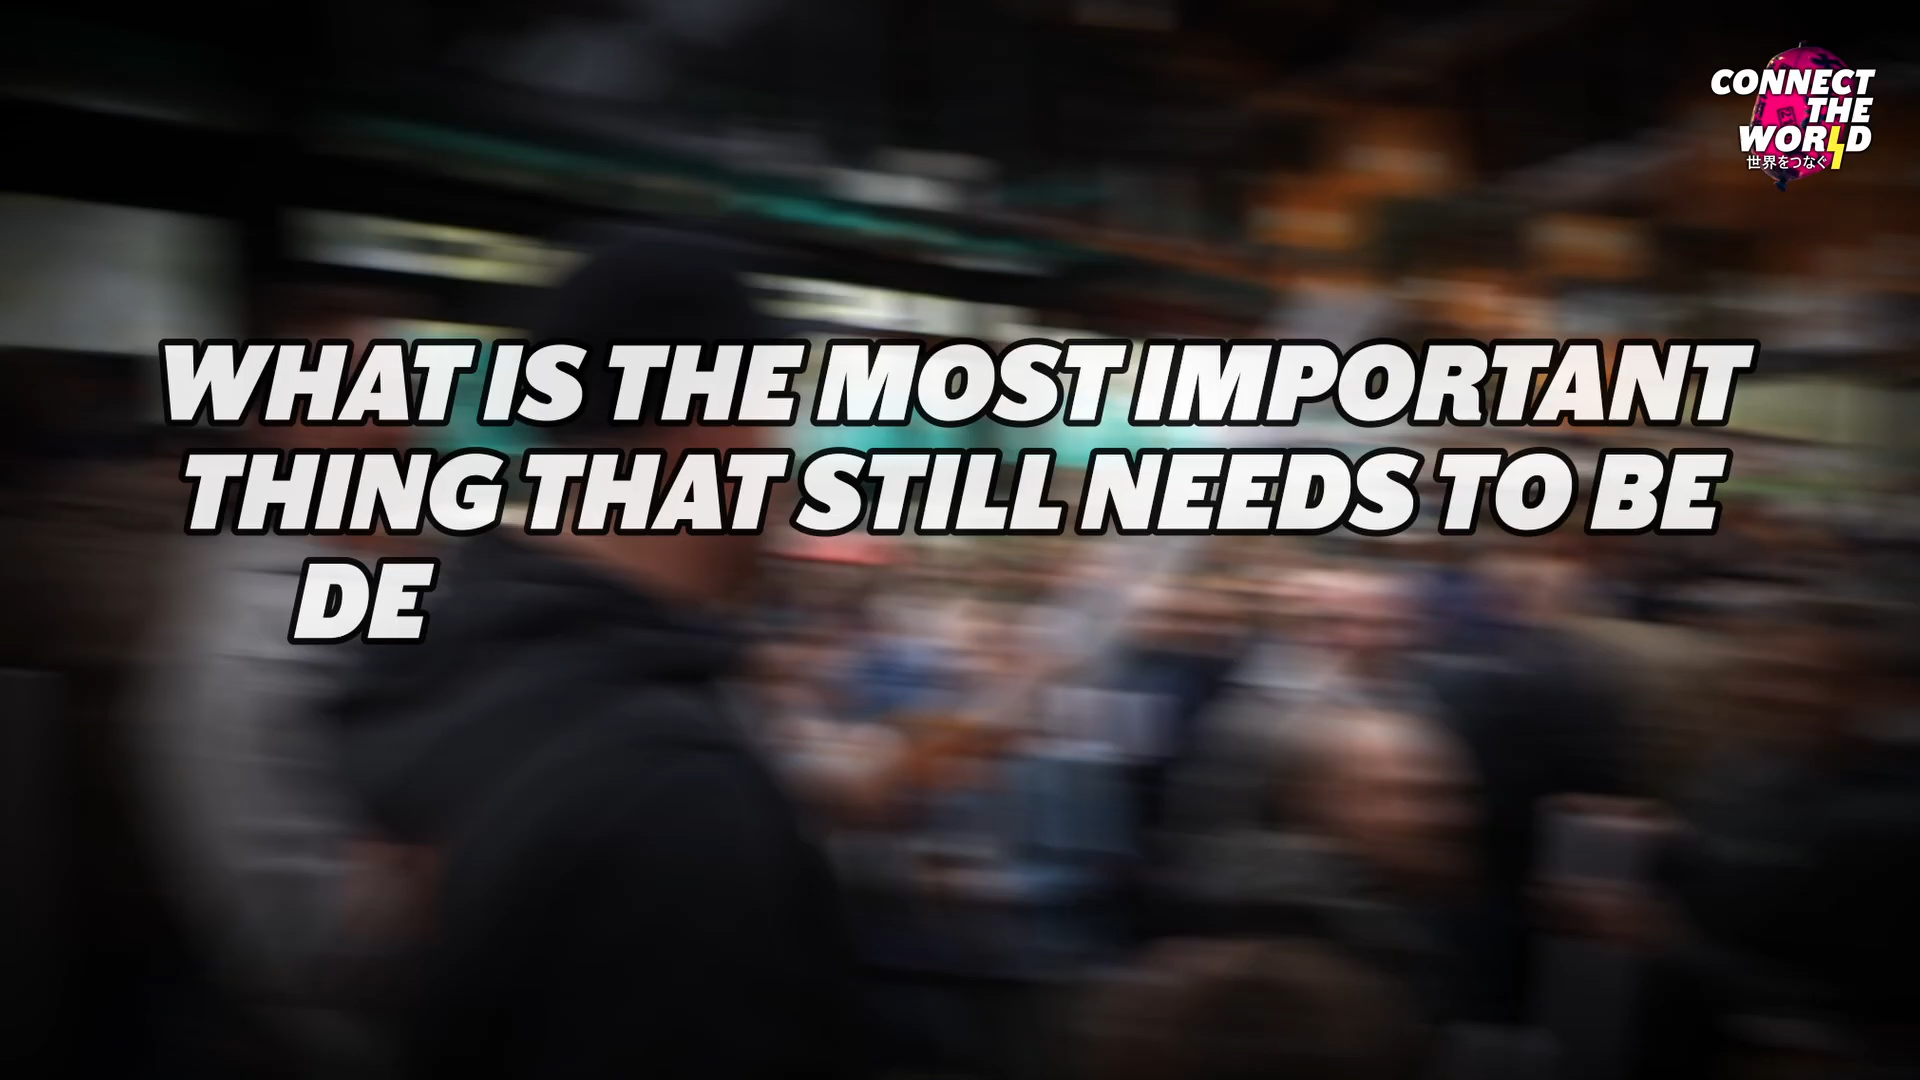 CONNECT
THE
WORLD
世界をつなぐ
WHAT IS THE MOST IMPORTANT
THING THAT STILL NEEDS TO BE
DE